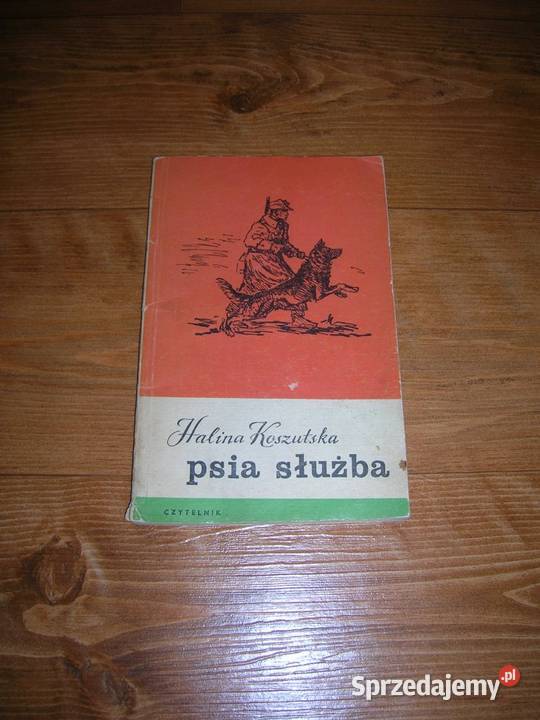 Halina Koszutska
psia służba
CZYTELNIK
Sprzedajemy.pl